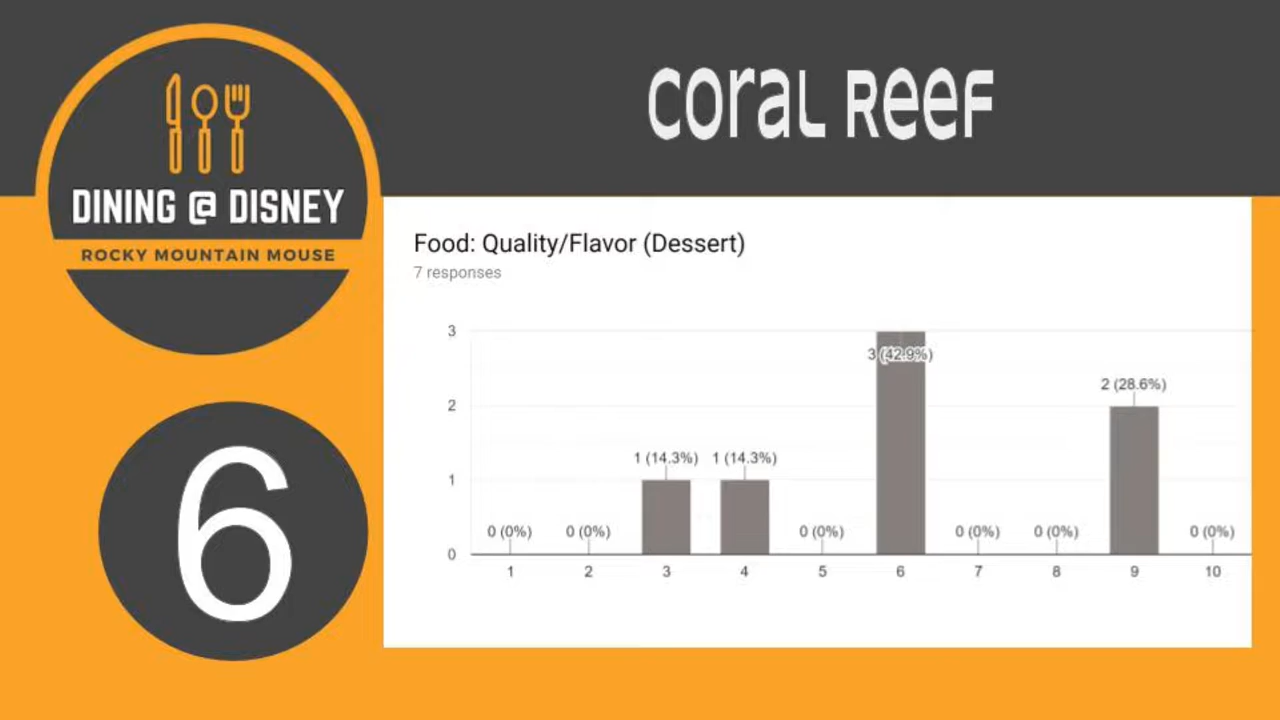 CORAL REEF
DINING @ DISNEY
ROCKY MOUNTAIN MOUSE
6
Food: Quality/Flavor (Dessert)
7 responses
3
3 (42.9%)
2 (28.6%)
2
1 (14.3%) 1 (14.3%)
1
0 (0%) 0 (0%) 0 (0%) 0 (0%) 0 (0%) 0 (0%)
0
1 2 3 4 5 6 7 8 9 10